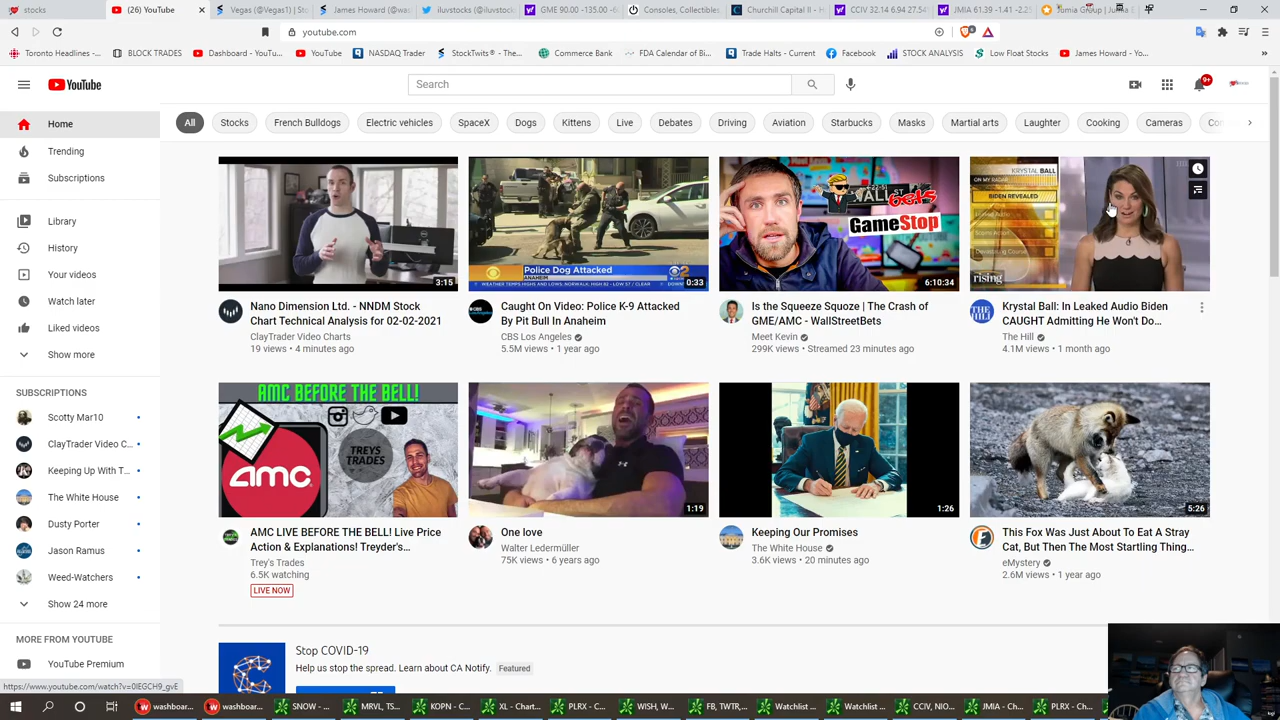 stocks
(26) YouTube
Vegas (@Vegas1) | Sto
James Howard (@was
iluvstocks (@iluvstocks
GME 90.00 -135.00 -6
Consoles, Collectibles
Churchill Capital II - H
CCIV 32.14 6.94 27.54
JMIA 61.39 -1.41 -2.25
Jumia Group | Jumia E
youtube.com
Toronto Headlines -...
BLOCK TRADES
Dashboard - YouTu...
YouTube
NASDAQ Trader
StockTwits® - The...
Commerce Bank
FDA Calendar of Bi...
Trade Halts - Current
Facebook
STOCK ANALYSIS
Low Float Stocks
James Howard - Yo...
YouTube
Search
9+
All
Stocks
French Bulldogs
Electric vehicles
SpaceX
Dogs
Kittens
Live
Debates
Driving
Aviation
Starbucks
Masks
Martial arts
Laughter
Cooking
Cameras
Home
Trending
Subscriptions
Library
History
Your videos
Watch later
Liked videos
Show more
SUBSCRIPTIONS
Scotty Mar10
ClayTrader Video C...
Keeping Up With T...
The White House
Dusty Porter
Jason Ramus
Weed-Watchers
Show 24 more
MORE FROM YOUTUBE
YouTube Premium
3:15
Nano Dimension Ltd. - NNDM Stock
Chart Technical Analysis for 02-02-2021
ClayTrader Video Charts
19 views • 4 minutes ago
Police Dog Attacked
ANAHEIM
0:33
Caught On Video: Police K-9 Attacked
By Pit Bull In Anaheim
CBS Los Angeles
5.5M views • 1 year ago
WALL ST
Bets
GameStop
6:10:34
Is the Squeeze Squoze | The Crash of
GME/AMC - WallStreetBets
Meet Kevin
299K views • Streamed 23 minutes ago
KRYSTAL BALL
ON MY RADAR
BIDEN REVEALED
rising
Krystal Ball: In Leaked Audio Biden
CAUGHT Admitting He Won't Do...
The Hill
4.1M views • 1 month ago
AMC BEFORE THE BELL!
amc
TREYS
TRADES
AMC LIVE BEFORE THE BELL! Live Price
Action & Explanations! Treyder's...
Trey's Trades
6.5K watching
LIVE NOW
1:19
One love
Walter Ledermüller
75K views • 6 years ago
1:26
Keeping Our Promises
The White House
3.6K views • 20 minutes ago
5:26
This Fox Was Just About To Eat A Stray
Cat, But Then The Most Startling Thing...
eMystery
2.6M views • 1 year ago
Stop COVID-19
Help us stop the spread. Learn about CA Notify.
Featured
https://www.youtube.com/watch?v=0lEGCH9_gvE
washboar...
washboar...
SNOW - ...
MRVL, TS...
KOPN - C...
XL - Chart...
PLRX - C...
WISH, W...
FB, TWTR,...
Watchlist ...
Watchlist ...
CCIV, NIO...
JMIA - Ch...
PLRX - Ch...